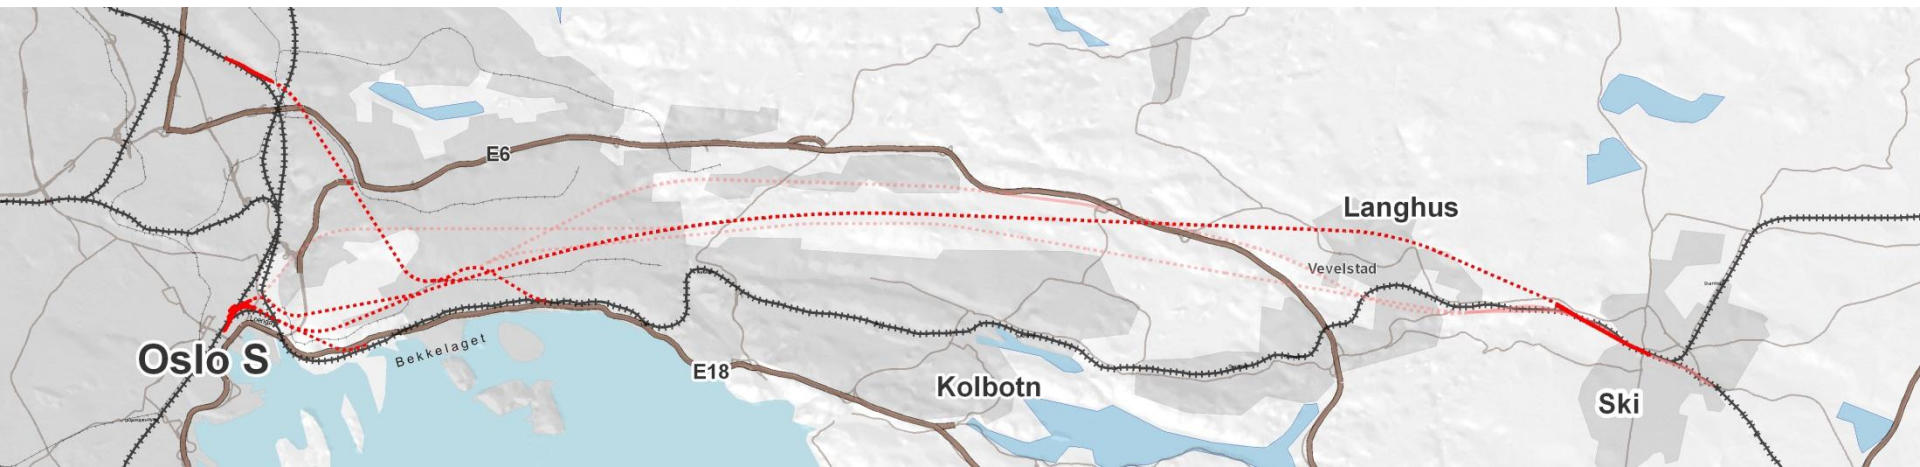 E6
Langhus
Vevelstad
Oslo S
Bekkelaget
E18
Kolbotn
Ski